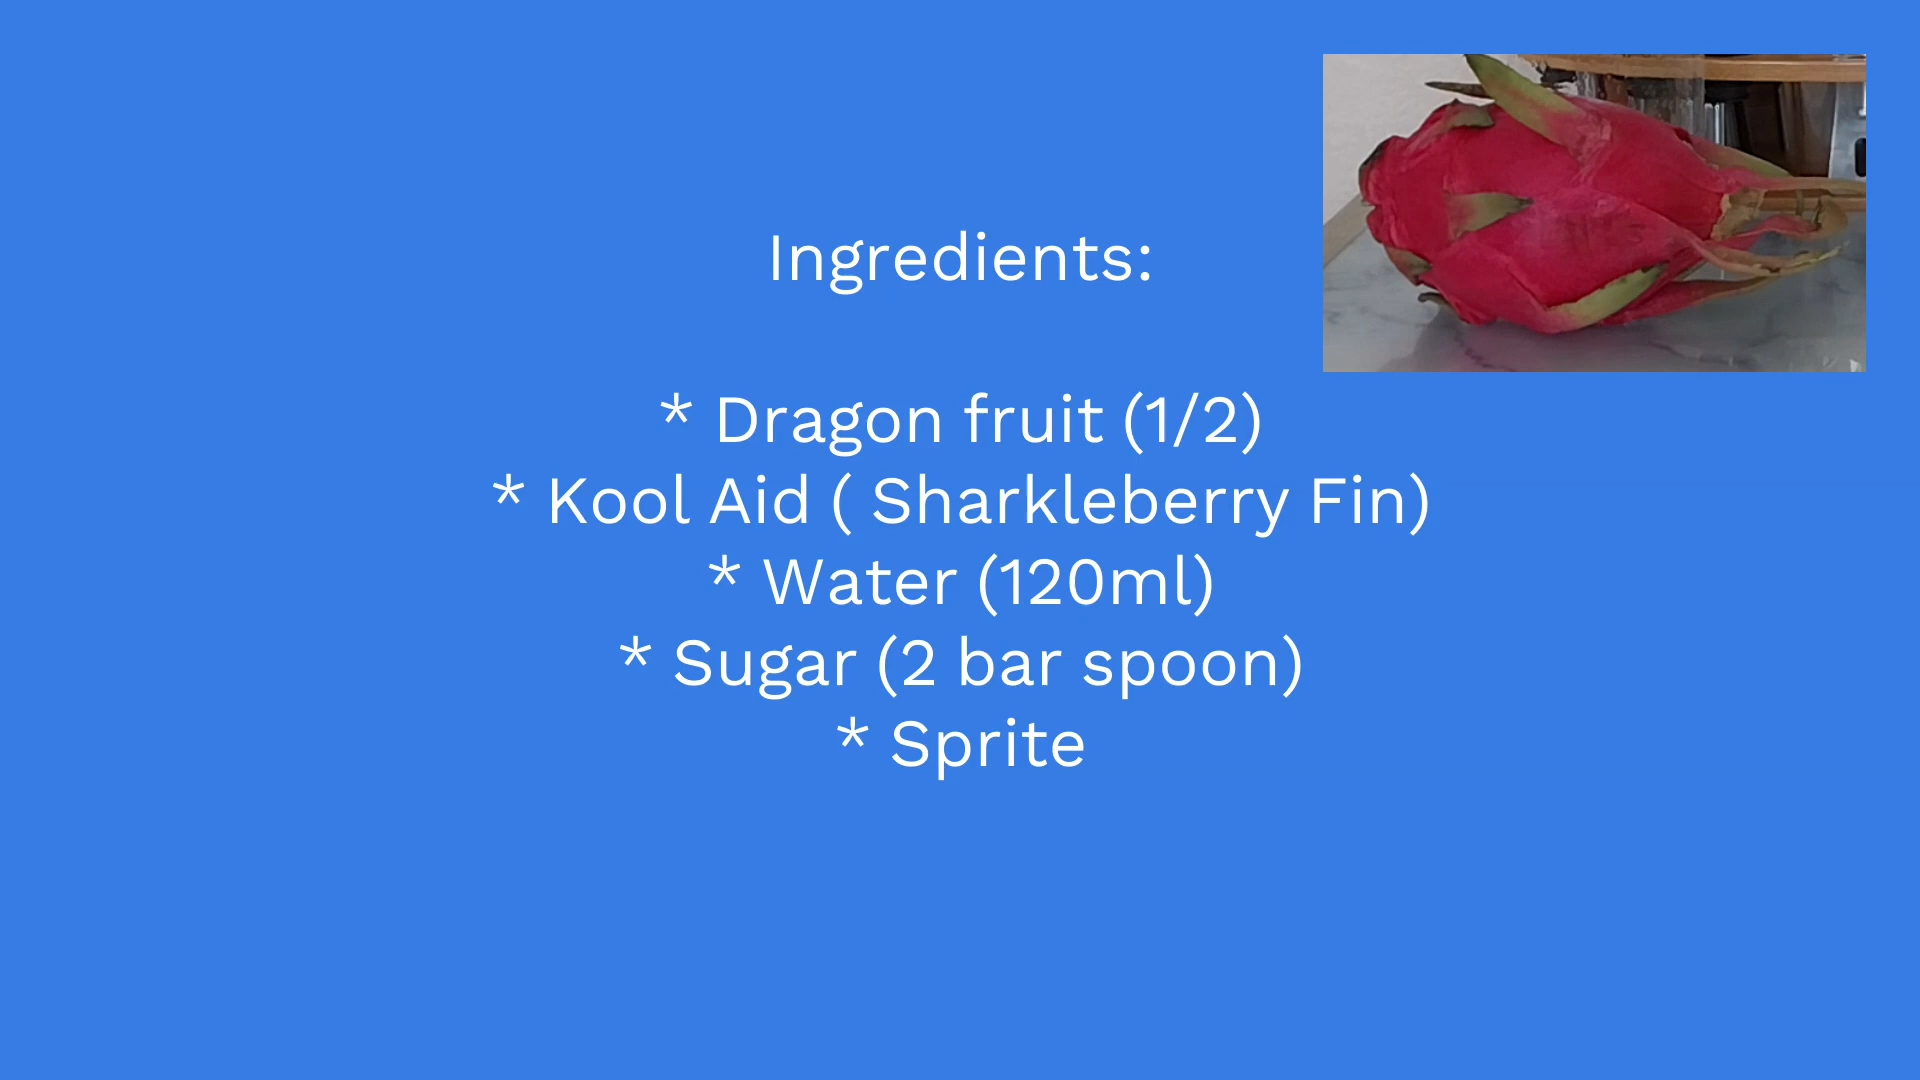 Ingredients:
* Dragon fruit (1/2)
* Kool Aid ( Sharkleberry Fin)
* Water (120ml)
* Sugar (2 bar spoon)
* Sprite